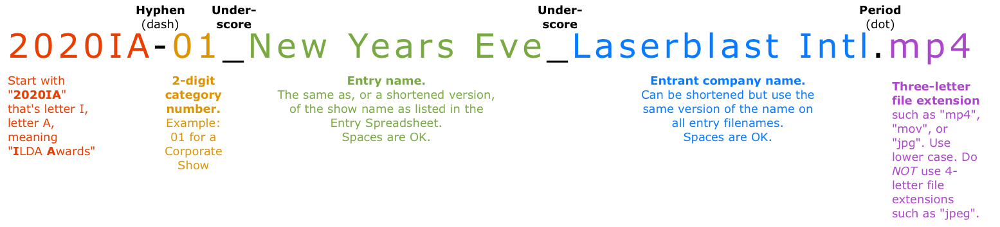 Hyphen
(dash)
Under-
score
Under-
score
Period
(dot)
2020IA-01_New Years Eve_Laserblast Intl.mp4
Start with
"2020IA"
that's letter I,
letter A,
meaning
"ILDA Awards"
2-digit
category
number.
Example:
01 for a
Corporate
Show
Entry name.
The same as, or a shortened version,
of the show name as listed in the
Entry Spreadsheet.
Spaces are OK.
Entrant company name.
Can be shortened but use the
same version of the name on
all entry filenames.
Spaces are OK.
Three-letter
file extension
such as "mp4",
"mov", or
"jpg". Use
lower case. Do
NOT use 4-
letter file
extensions
such as "jpeg".